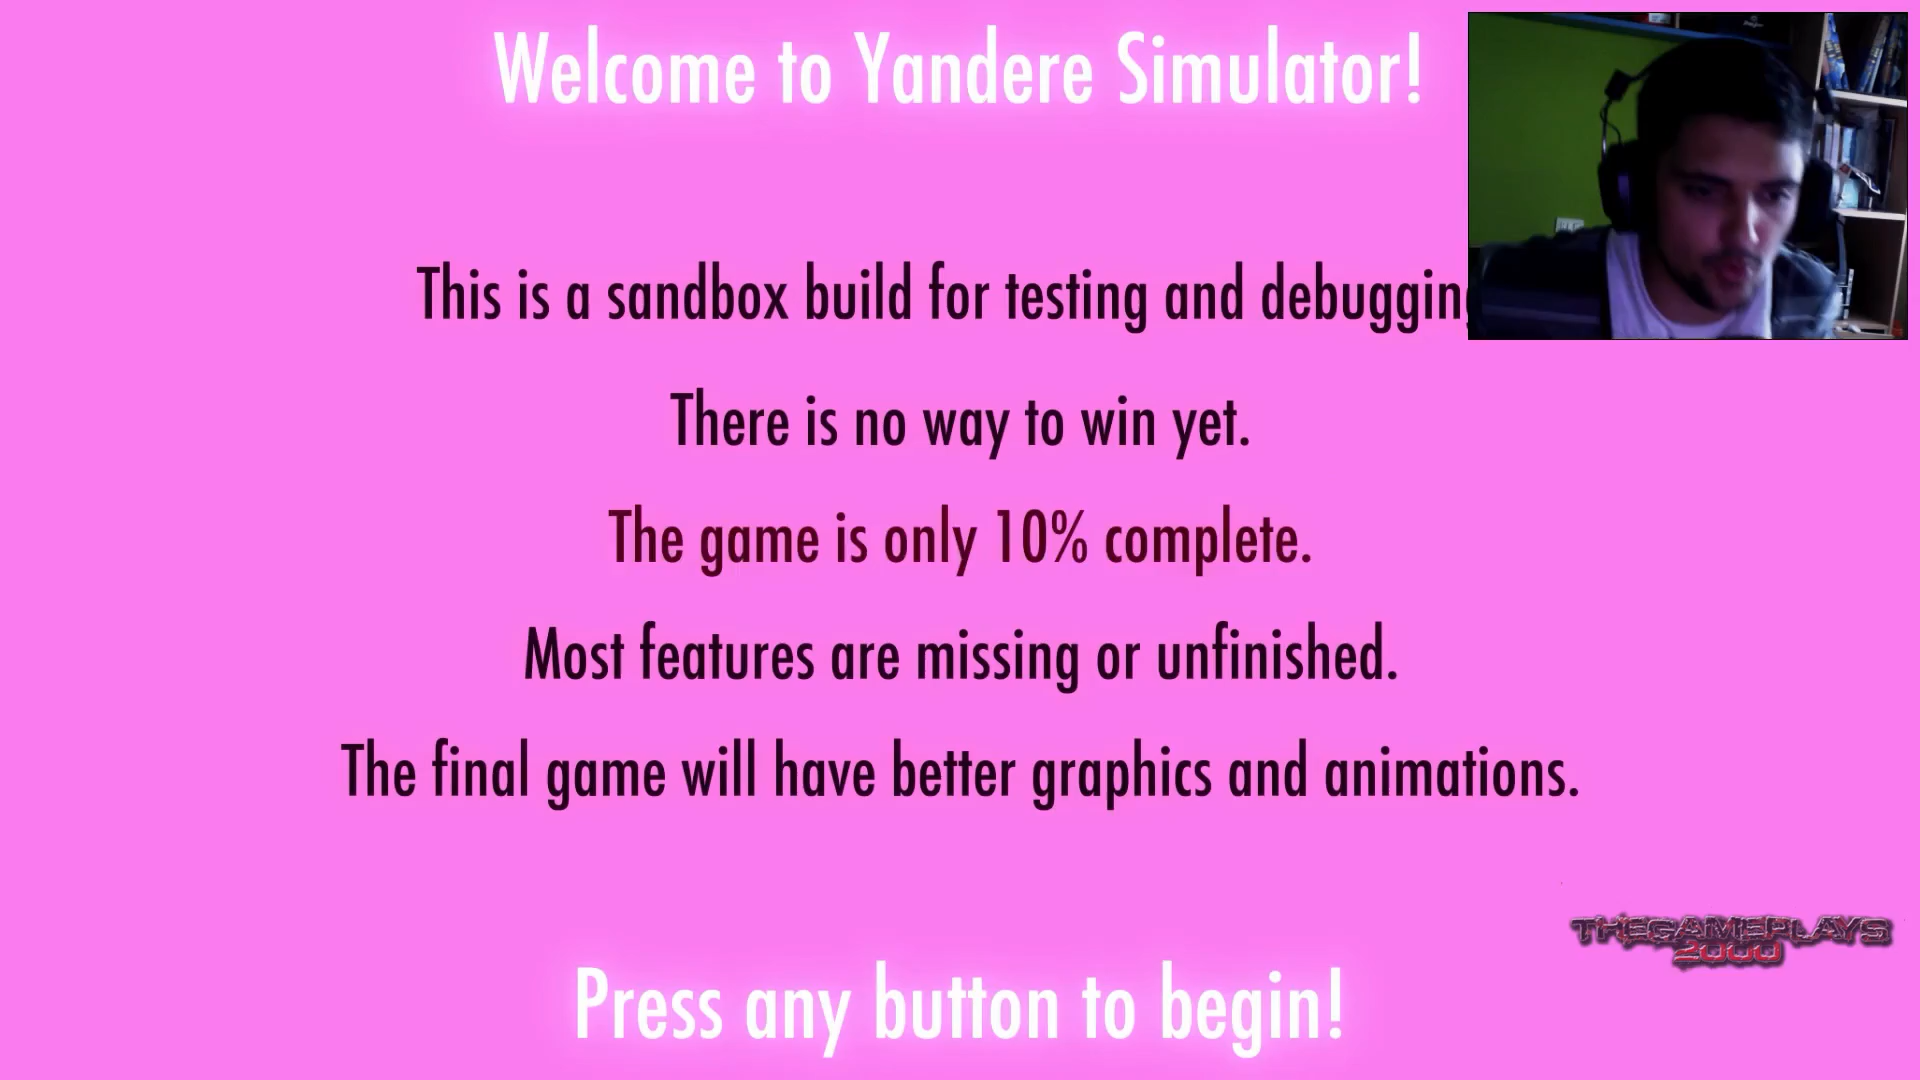 Welcome to Yandere Simulator!
This is a sandbox build for testing and debugging
There is no way to win yet.
The game is only 10% complete.
Most features are missing or unfinished.
The final game will have better graphics and animations.
THEGAMEPLAYS
2000
Press any button to begin!